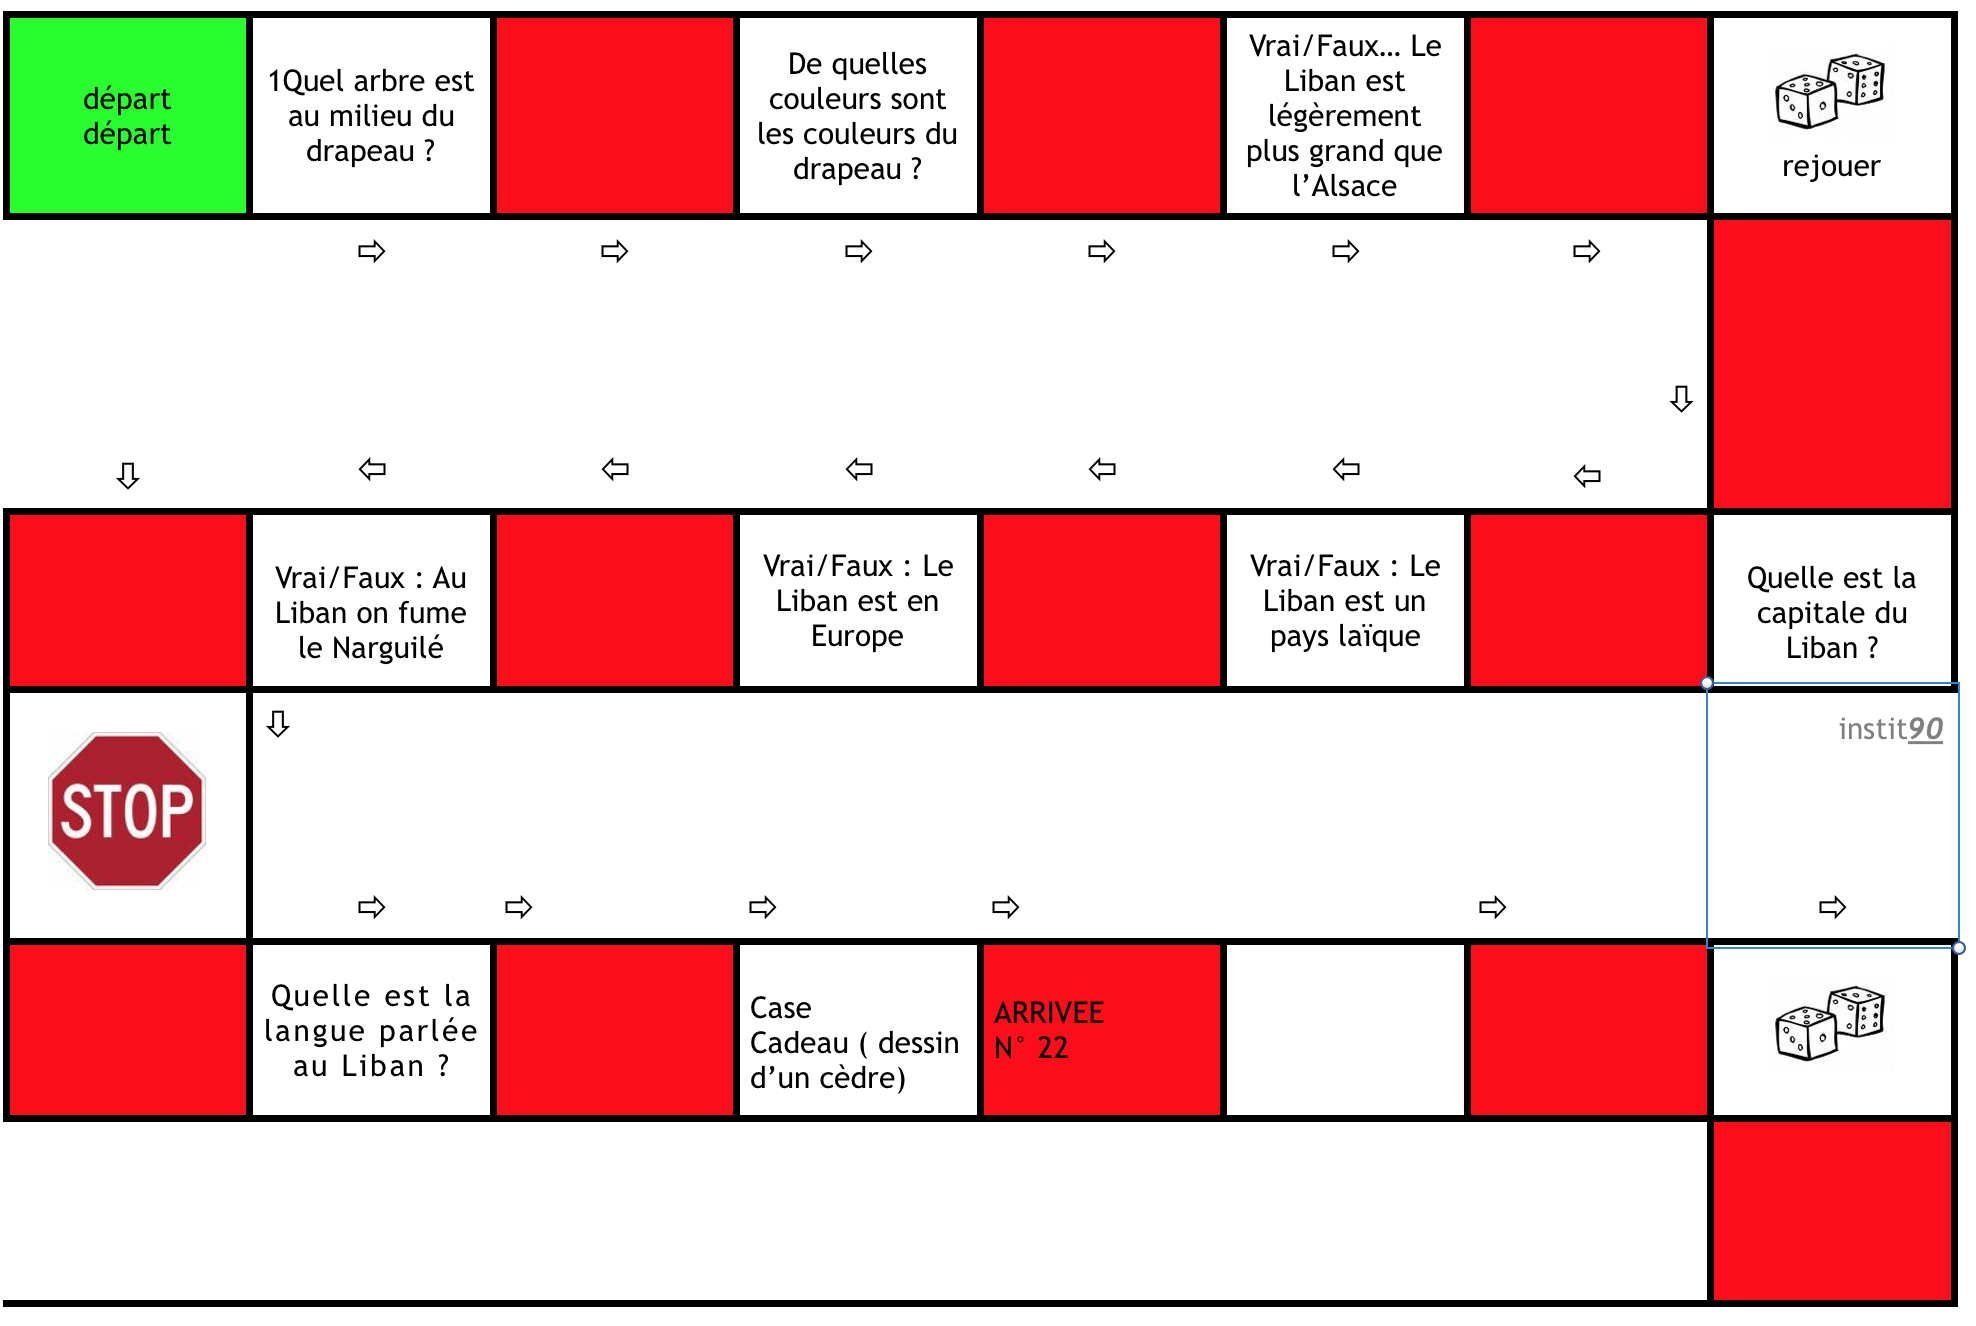 départ
départ
1Quel arbre est
au milieu du
drapeau ?
De quelles
couleurs sont
les couleurs du
drapeau ?
Vrai/Faux… Le
Liban est
légèrement
plus grand que
l’Alsace
rejouer
Vrai/Faux : Au
Liban on fume
le Narguilé
Vrai/Faux : Le
Liban est en
Europe
Vrai/Faux : Le
Liban est un
pays laïque
Quelle est la
capitale du
Liban ?
STOP
instit90
Quelle est la
langue parlée
au Liban ?
Case
Cadeau ( dessin
d’un cèdre)
ARRIVEE
N° 22